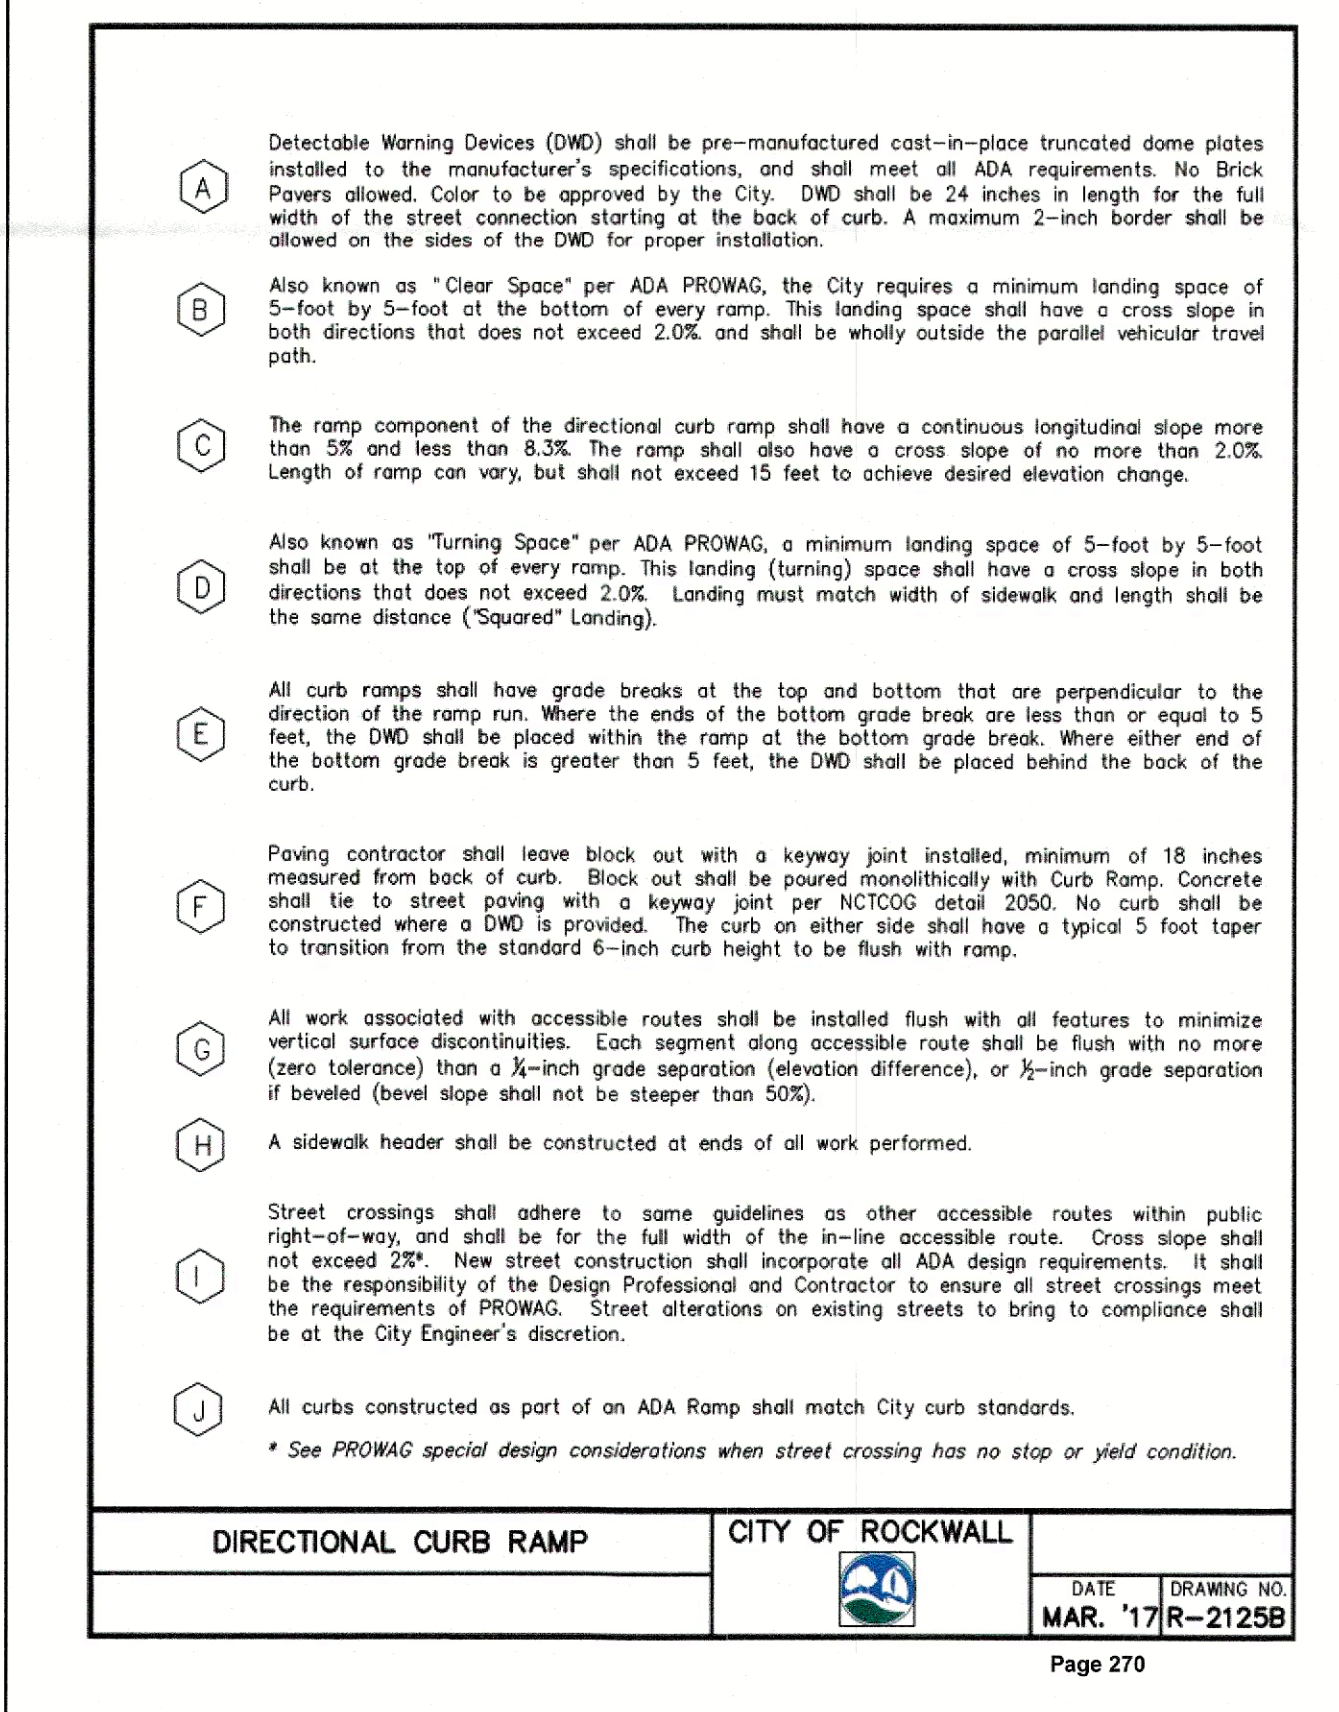 Detectable Warning Devices (DWD) shall be pre-manufactured cast-in-place truncated dome plates
installed to the manufacturer's specifications, and shall meet all ADA requirements. No Brick
A
Pavers allowed. Color to be approved by the City. DWD shall be 24 inches in length for the full
width of the street connection starting at the back of curb. A maximum 2-inch border shall be
allowed on the sides of the DWD for proper installation.
Also known as "Clear Space" per ADA PROWAG, the City requires a minimum landing space of
B
5-foot by 5-foot at the bottom of every ramp. This landing space shall have a cross slope in
both directions that does not exceed 2.0%. and shall be wholly outside the parallel vehicular travel
path.
The ramp component of the directional curb ramp shall have a continuous longitudinal slope more
C
than 5% and less than 8.3%. The ramp shall also have a cross slope of no more than 2.0%.
Length of ramp can vary, but shall not exceed 15 feet to achieve desired elevation change.
Also known as "Turning Space" per ADA PROWAG, a minimum landing space of 5-foot by 5-foot
shall be at the top of every ramp. This landing (turning) space shall have a cross slope in both
D
directions that does not exceed 2.0%. Landing must match width of sidewalk and length shall be
the same distance ("Squared" Landing).
All curb ramps shall have grade breaks at the top and bottom that are perpendicular to the
direction of the ramp run. Where the ends of the bottom grade break are less than or equal to 5
E
feet, the DWD shall be placed within the ramp at the bottom grade break. Where either end of
the bottom grade break is greater than 5 feet, the DWD shall be placed behind the back of the
curb.
Paving contractor shall leave block out with a keyway joint installed, minimum of 18 inches
measured from back of curb. Block out shall be poured monolithically with Curb Ramp. Concrete
F
shall tie to street paving with a keyway joint per NCTCOG detail 2050. No curb shall be
constructed where a DWD is provided. The curb on either side shall have a typical 5 foot taper
to transition from the standard 6-inch curb height to be flush with ramp.
All work associated with accessible routes shall be installed flush with all features to minimize
G
vertical surface discontinuities. Each segment along accessible route shall be flush with no more
(zero tolerance) than a ¼-inch grade separation (elevation difference), or ½-inch grade separation
if beveled (bevel slope shall not be steeper than 50%).
H
A sidewalk header shall be constructed at ends of all work performed.
Street crossings shall adhere to same guidelines as other accessible routes within public
right-of-way, and shall be for the full width of the in-line accessible route. Cross slope shall
I
not exceed 2%*. New street construction shall incorporate all ADA design requirements. It shall
be the responsibility of the Design Professional and Contractor to ensure all street crossings meet
the requirements of PROWAG. Street alterations on existing streets to bring to compliance shall
be at the City Engineer's discretion.
J
All curbs constructed as part of an ADA Ramp shall match City curb standards.
* See PROWAG special design considerations when street crossing has no stop or yield condition.
DIRECTIONAL CURB RAMP
CITY OF ROCKWALL
DATE
MAR. '17
DRAWING NO.
R-2125B
Page 270